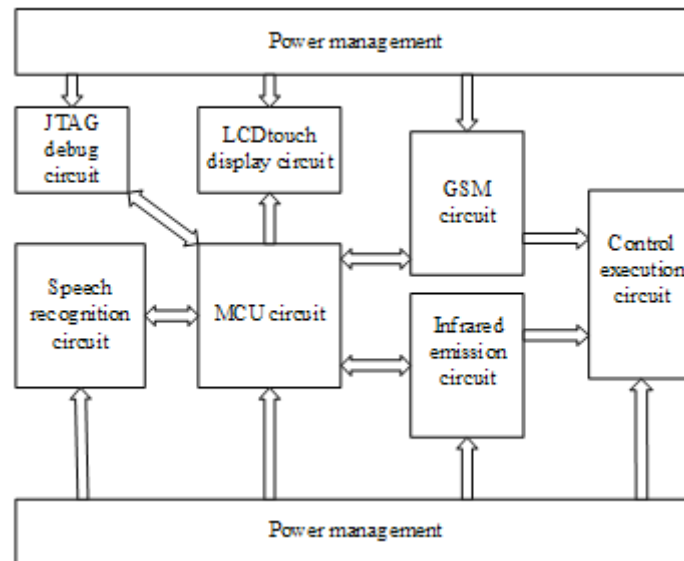 Power management
JTAG
debug
circuit
LCDtouch
display circuit
GSM
circuit
Control
execution
circuit
Speech
recognition
circuit
MCU circuit
Infrared
emission
circuit
Power management